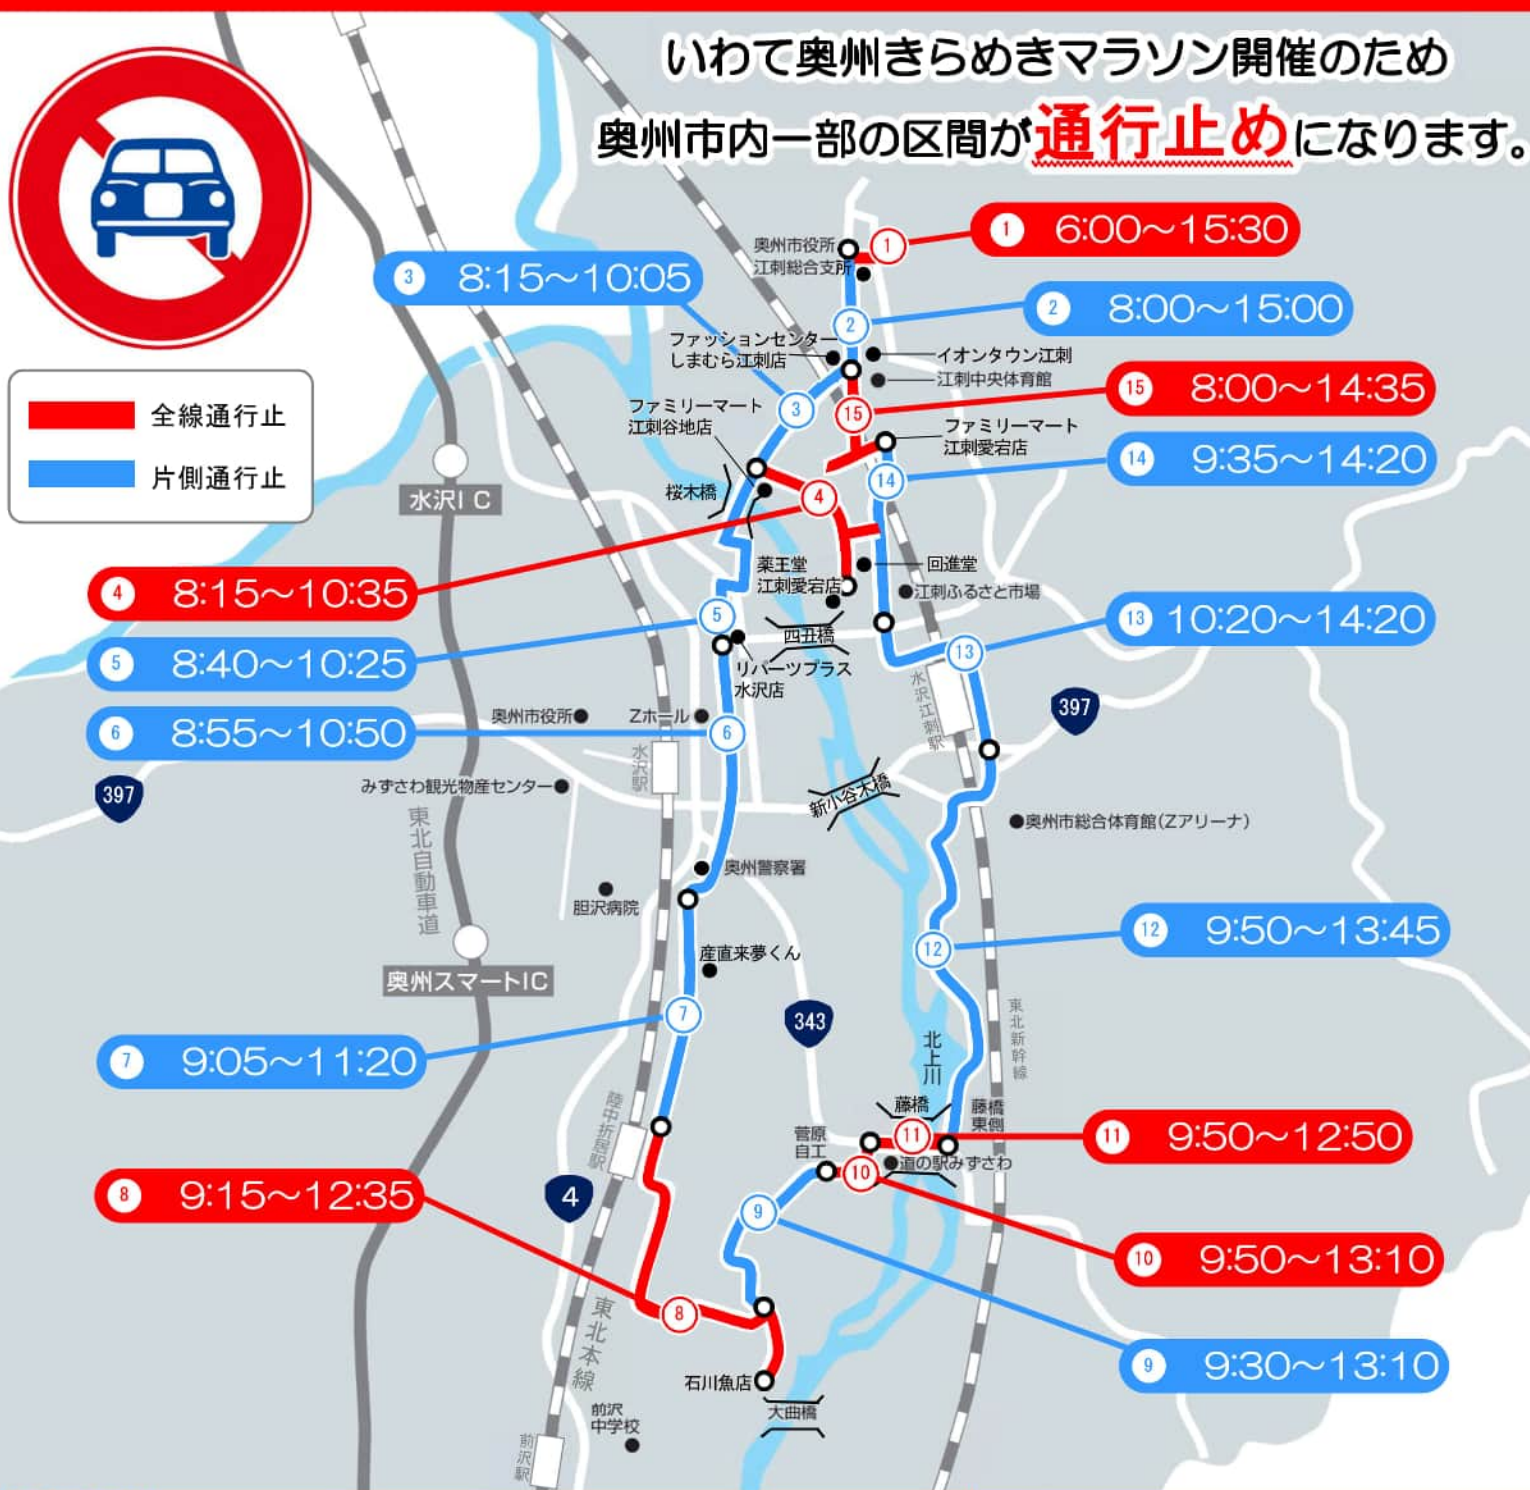 いわて奥州きらめきマラソン開催のため
奥州市内一部の区間が通行止めになります。
全線通行止
片側通行止
1 6:00～15:30
2 8:00～15:00
3 8:15～10:05
15 8:00～14:35
14 9:35～14:20
4 8:15～10:35
5 8:40～10:25
6 8:55～10:50
13 10:20～14:20
12 9:50～13:45
7 9:05～11:20
8 9:15～12:35
11 9:50～12:50
10 9:50～13:10
9 9:30～13:10
奥州市役所
江刺総合支所
1
2
ファッションセンター
しまむら江刺店
イオンタウン江刺
江刺中央体育館
3
15
ファミリーマート
江刺谷地店
ファミリーマート
江刺愛宕店
14
桜木橋
4
水沢IC
薬王堂
江刺愛宕店
回進堂
江刺ふるさと市場
5
四丑橋
リパーツプラス
水沢店
13
水沢江刺駅
397
奥州市役所
Zホール
6
水沢駅
みずさわ観光物産センター
397
新小谷木橋
奥州市総合体育館(Zアリーナ)
東北自動車道
奥州警察署
胆沢病院
産直来夢くん
12
奥州スマートIC
7
343
北上川
東北新幹線
陸中折居駅
藤橋
藤橋
東側
11
菅原
自工
道の駅みずさわ
10
4
9
8
東北本線
石川魚店
大曲橋
前沢
中学校
前沢駅